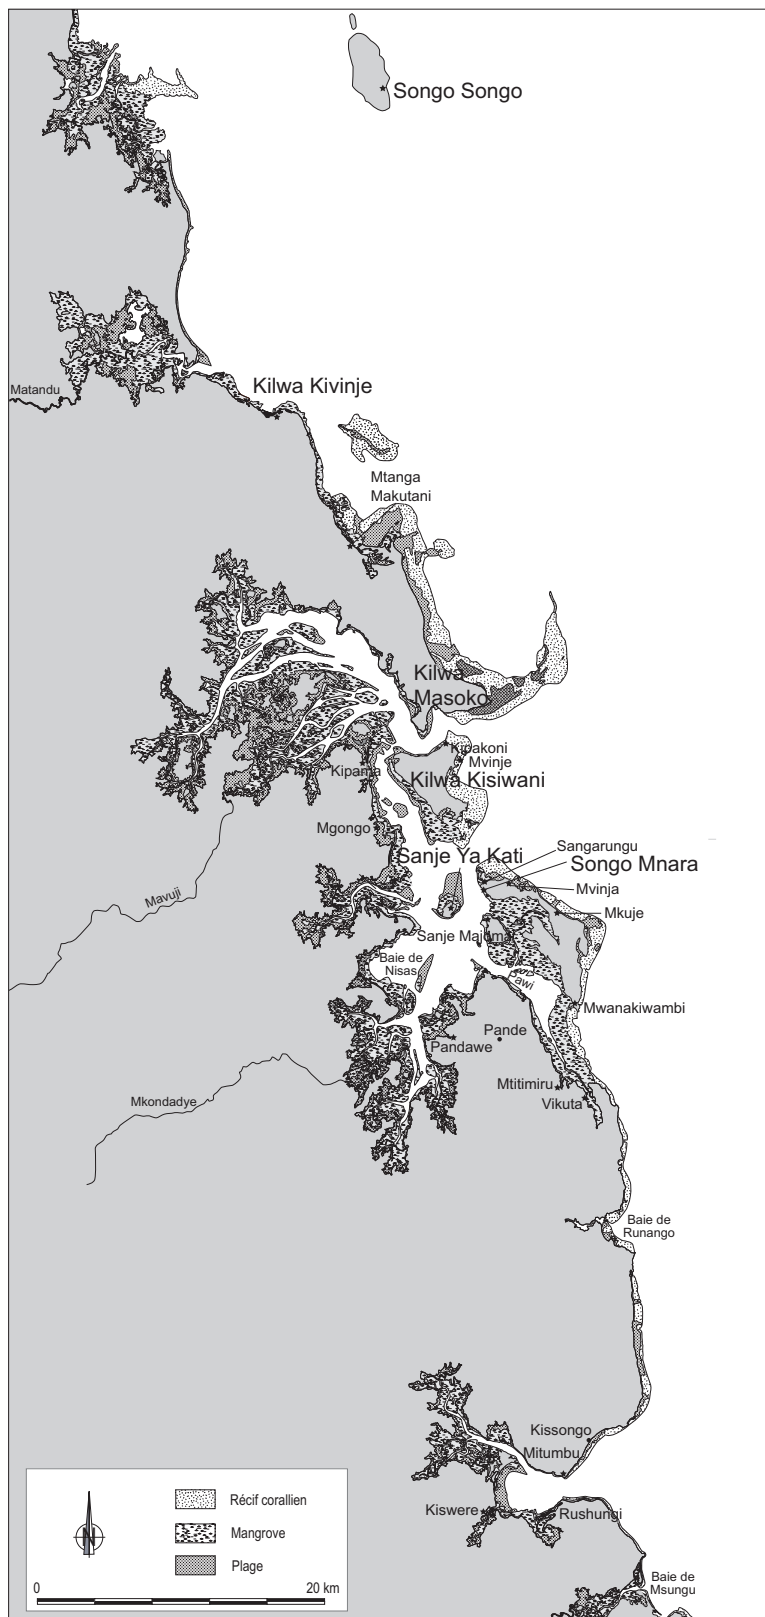 Songo Songo
Matandu
Kilwa Kivinje
Mtanga
Makutani
Kilwa
Masoko
Kipakoni
Mvinje
Kipama
Kilwa Kisiwani
Mgongo
Sanje Ya Kati
Sangarungu
Songo Mnara
Mvinja
Mavuji
Mkuje
Sanje Majoma
Baie de
Nisas
Pawi
Mwanakiwambi
Pande
Pandawe
Mtitimiru
Mkondadye
Vikuta
Baie de
Runango
Kissongo
Mitumbu
Kiswere
Rushungi
Baie de
Msungu
N
Récif corallien
Mangrove
Plage
0 20 km